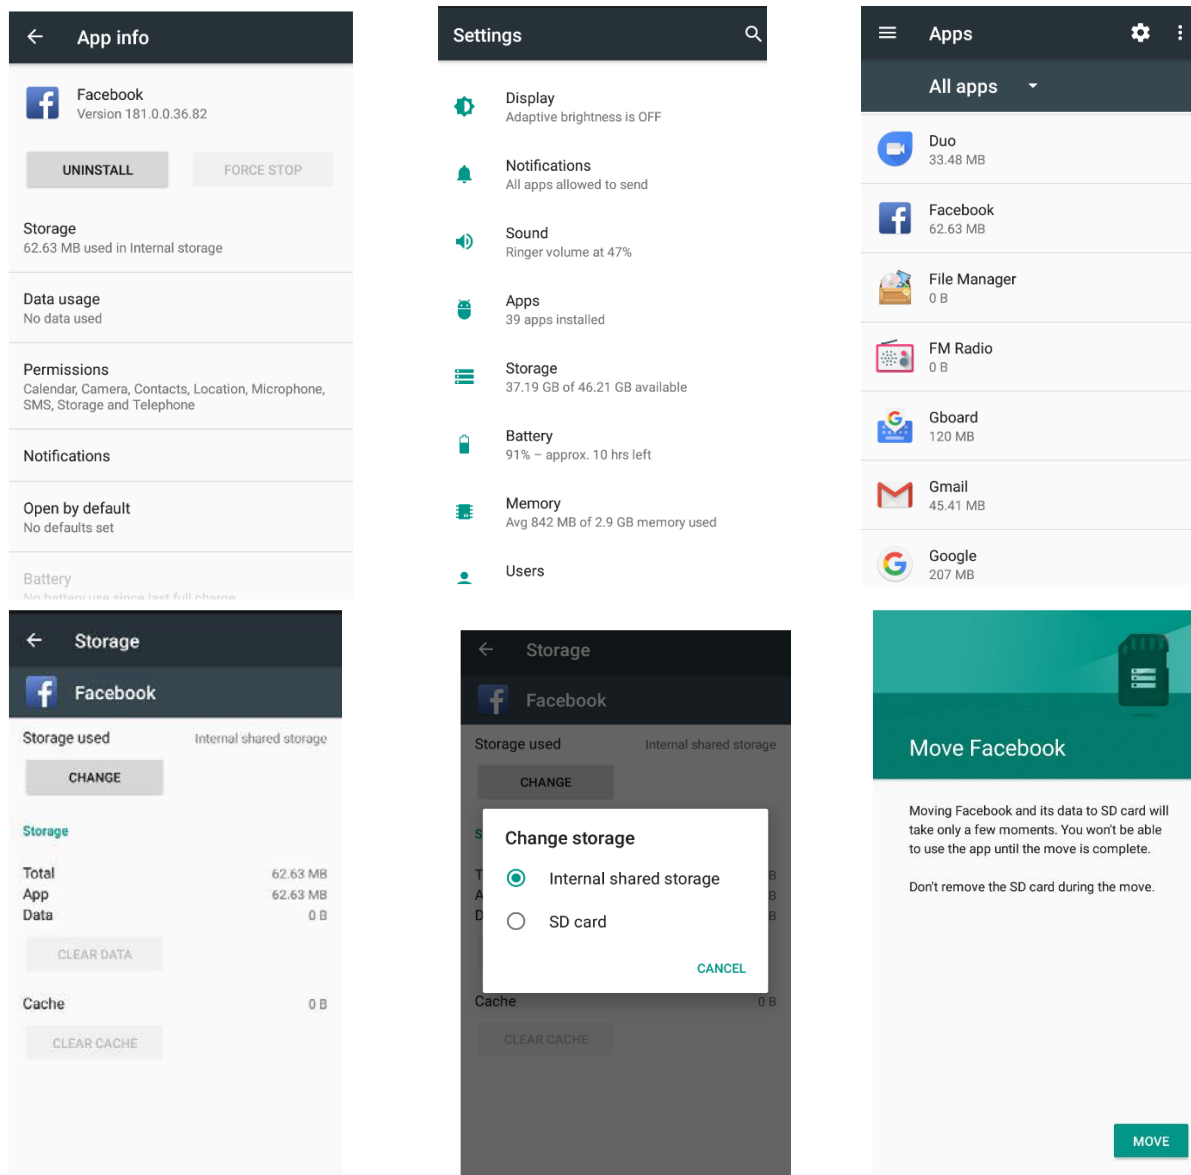 App info
Facebook
Version 181.0.0.36.82
UNINSTALL
FORCE STOP
Storage
62.63 MB used in Internal storage
Data usage
No data used
Permissions
Calendar, Camera, Contacts, Location, Microphone,
SMS, Storage and Telephone
Notifications
Open by default
No defaults set
Battery
No battery use since last full charge
Settings
Display
Adaptive brightness is OFF
Notifications
All apps allowed to send
Sound
Ringer volume at 47%
Apps
39 apps installed
Storage
37.19 GB of 46.21 GB available
Battery
91% – approx. 10 hrs left
Memory
Avg 842 MB of 2.9 GB memory used
Users
Apps
All apps
Duo
33.48 MB
Facebook
62.63 MB
File Manager
0 B
FM Radio
0 B
Gboard
120 MB
Gmail
45.41 MB
Google
207 MB
Storage
Facebook
Storage used Internal shared storage
CHANGE
Storage
Total 62.63 MB
App 62.63 MB
Data 0 B
CLEAR DATA
Cache 0 B
CLEAR CACHE
Storage
Facebook
Storage used Internal shared storage
CHANGE
Change storage
Internal shared storage
SD card
CANCEL
Cache 0 B
CLEAR CACHE
Move Facebook
Moving Facebook and its data to SD card will
take only a few moments. You won't be able
to use the app until the move is complete.
Don't remove the SD card during the move.
MOVE